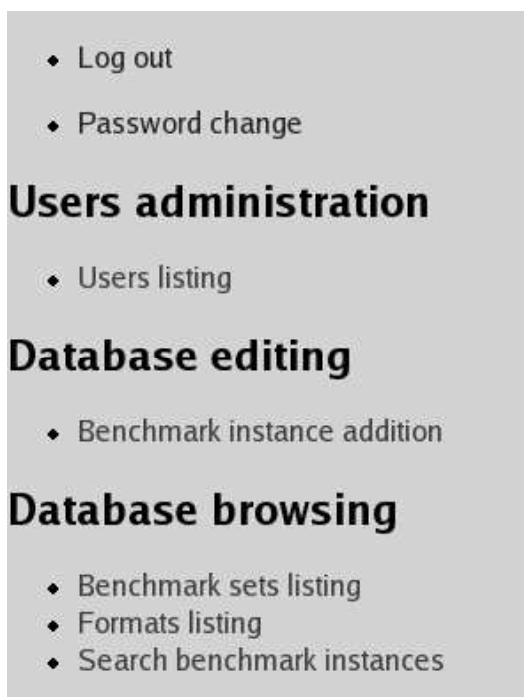 Log out
Password change
Users administration
Users listing
Database editing
Benchmark instance addition
Database browsing
Benchmark sets listing
Formats listing
Search benchmark instances